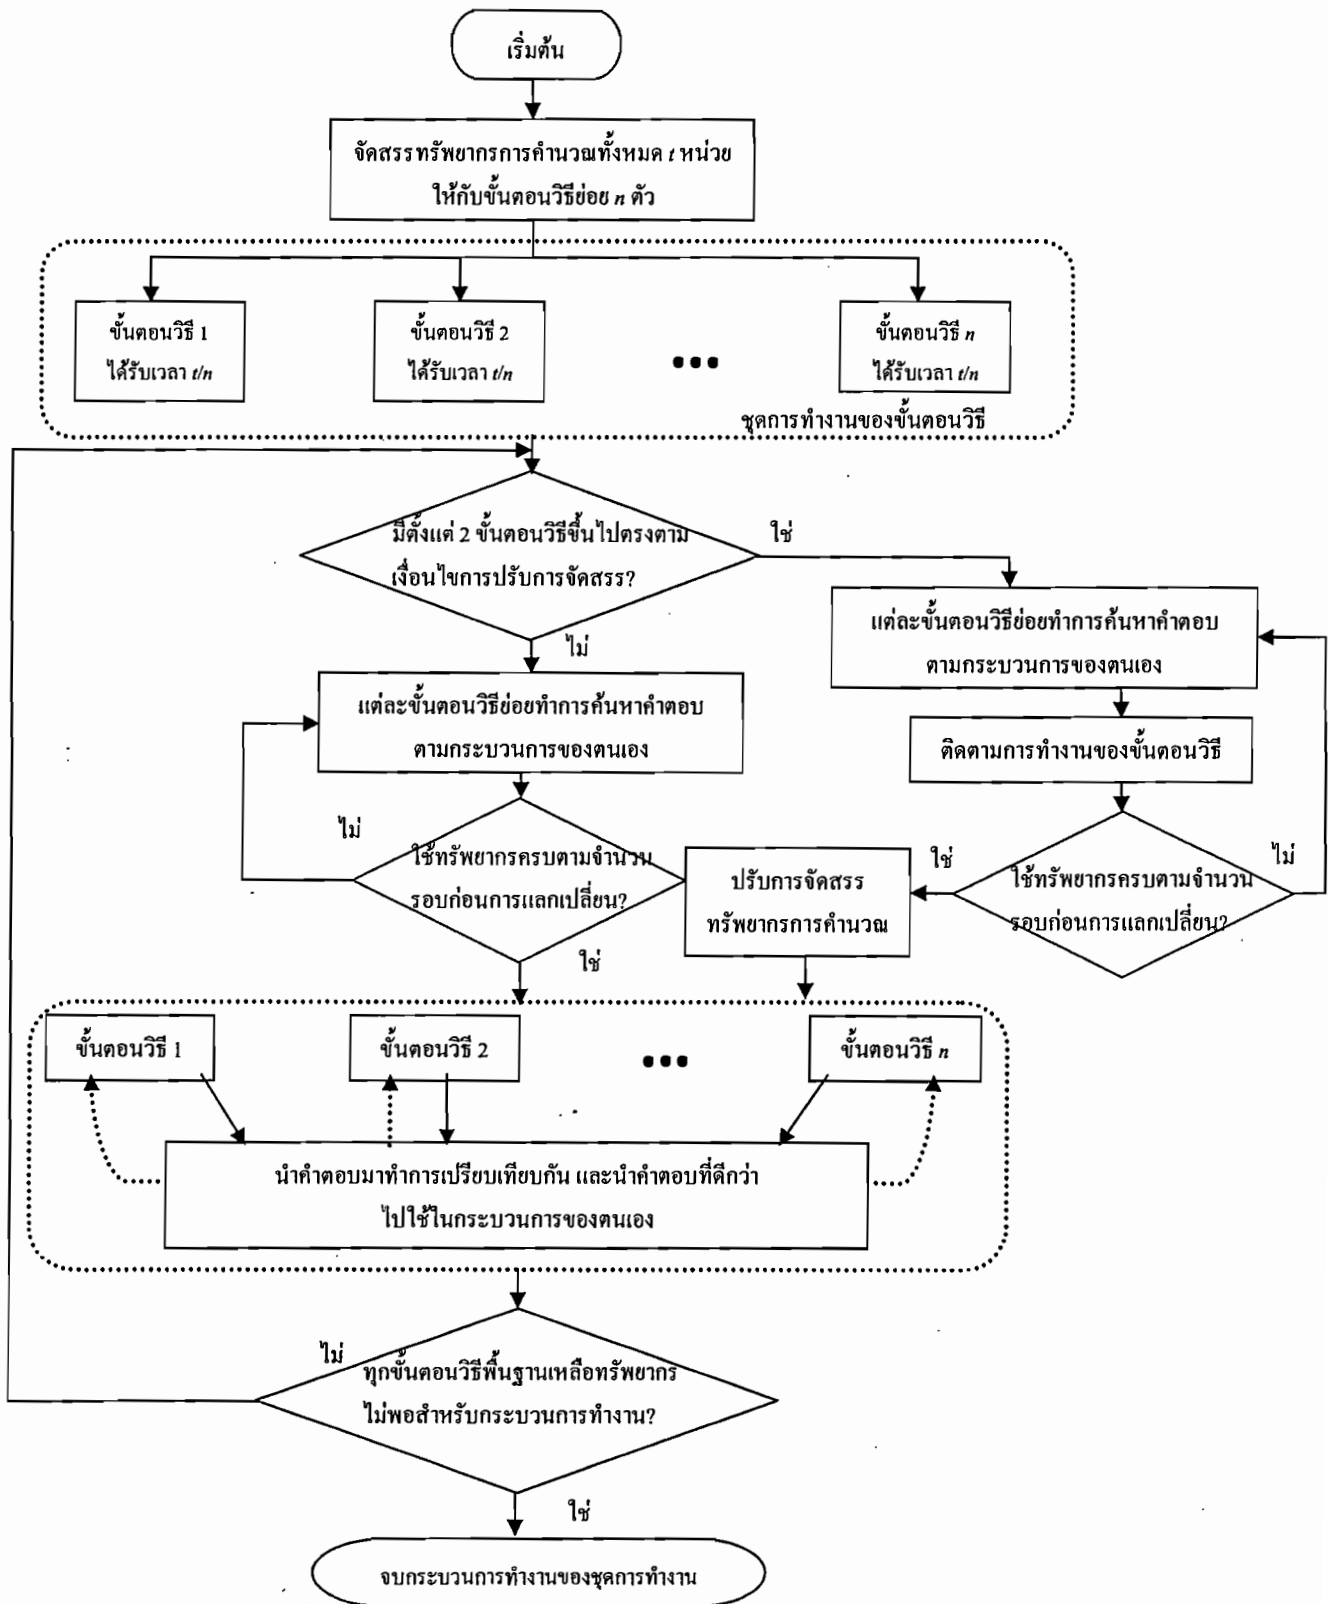 เริ่มต้น
จัดสรรทรัพยากรการคำนวณทั้งหมด t หน่วย
ให้กับขั้นตอนวิธีย่อย n ตัว
ขั้นตอนวิธี 1
ได้รับเวลา t/n
ขั้นตอนวิธี 2
ได้รับเวลา t/n
...
ขั้นตอนวิธี n
ได้รับเวลา t/n
ชุดการทำงานของขั้นตอนวิธี
มีตั้งแต่ 2 ขั้นตอนวิธีขึ้นไปตรงตาม
เงื่อนไขการปรับการจัดสรร?
ใช่
ไม่
แต่ละขั้นตอนวิธีย่อยทำการค้นหาคำตอบ
ตามกระบวนการของตนเอง
ติดตามการทำงานของขั้นตอนวิธี
แต่ละขั้นตอนวิธีย่อยทำการค้นหาคำตอบ
ตามกระบวนการของตนเอง
ไม่
ใช้ทรัพยากรครบตามจำนวน
รอบก่อนการแลกเปลี่ยน?
ใช่
ปรับการจัดสรร
ทรัพยากรการคำนวณ
ใช่
ใช้ทรัพยากรครบตามจำนวน
รอบก่อนการแลกเปลี่ยน?
ไม่
ขั้นตอนวิธี 1
ขั้นตอนวิธี 2
...
ขั้นตอนวิธี n
นำคำตอบมาทำการเปรียบเทียบกัน และนำคำตอบที่ดีกว่า
ไปใช้ในกระบวนการของตนเอง
ไม่
ทุกขั้นตอนวิธีพื้นฐานเหลือทรัพยากร
ไม่พอสำหรับกระบวนการทำงาน?
ใช่
จบกระบวนการทำงานของชุดการทำงาน